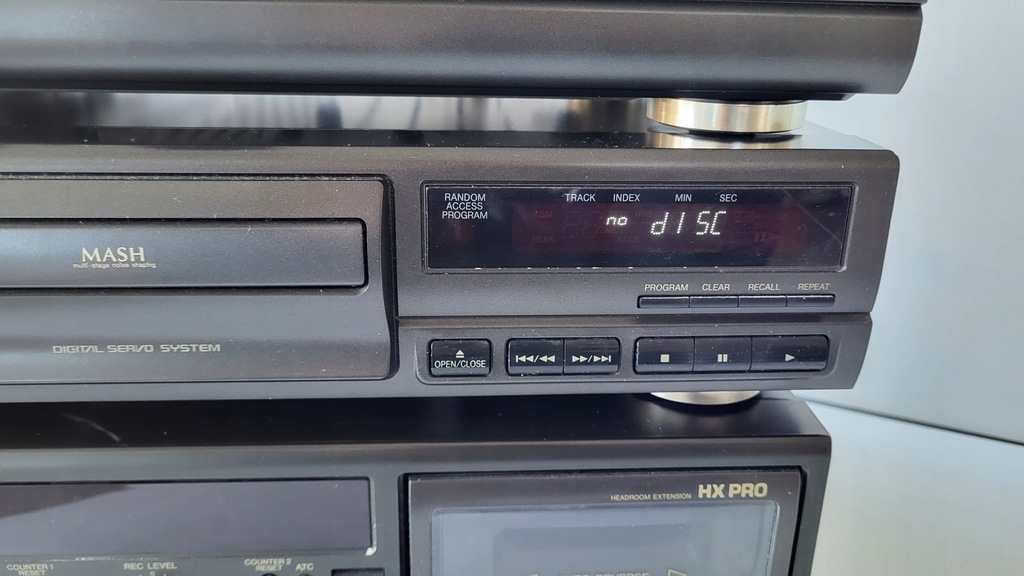 RANDOM
ACCESS
PROGRAM
TRACK INDEX MIN SEC
no dISC
MASH
multi-stage noise shaping
PROGRAM CLEAR RECALL REPEAT
DIGITAL SERVO SYSTEM
OPEN/CLOSE
HEADROOM EXTENSION HX PRO
COUNTER 1
RESET
REC LEVEL
COUNTER 2
RESET
ATC
REVERSE